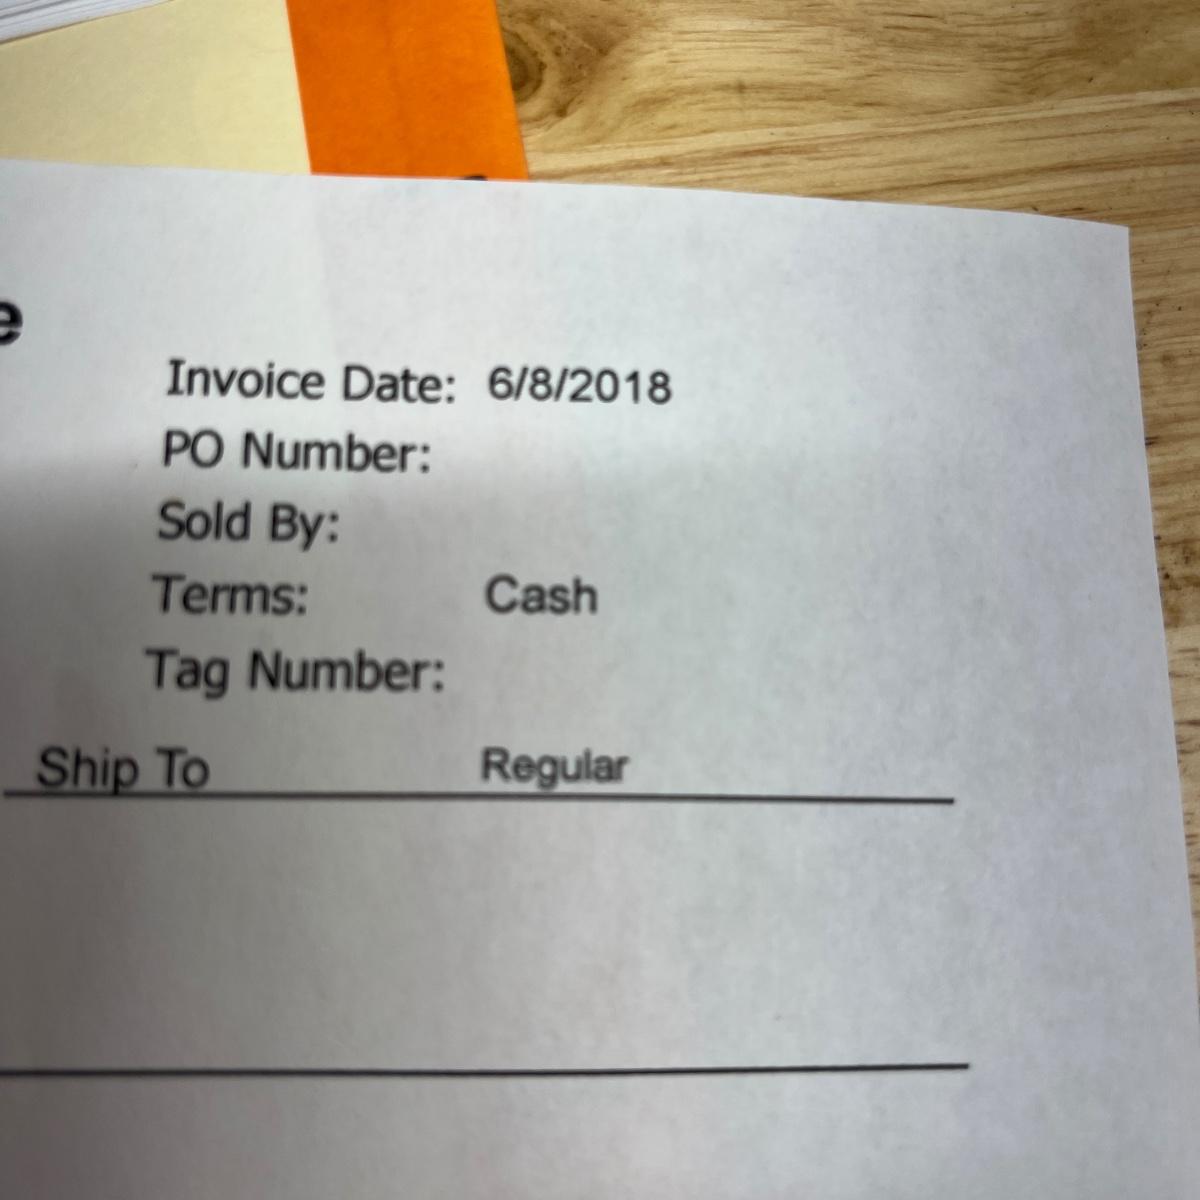 e
Invoice Date: 6/8/2018
PO Number:
Sold By:
Terms: Cash
Tag Number:
Ship To Regular